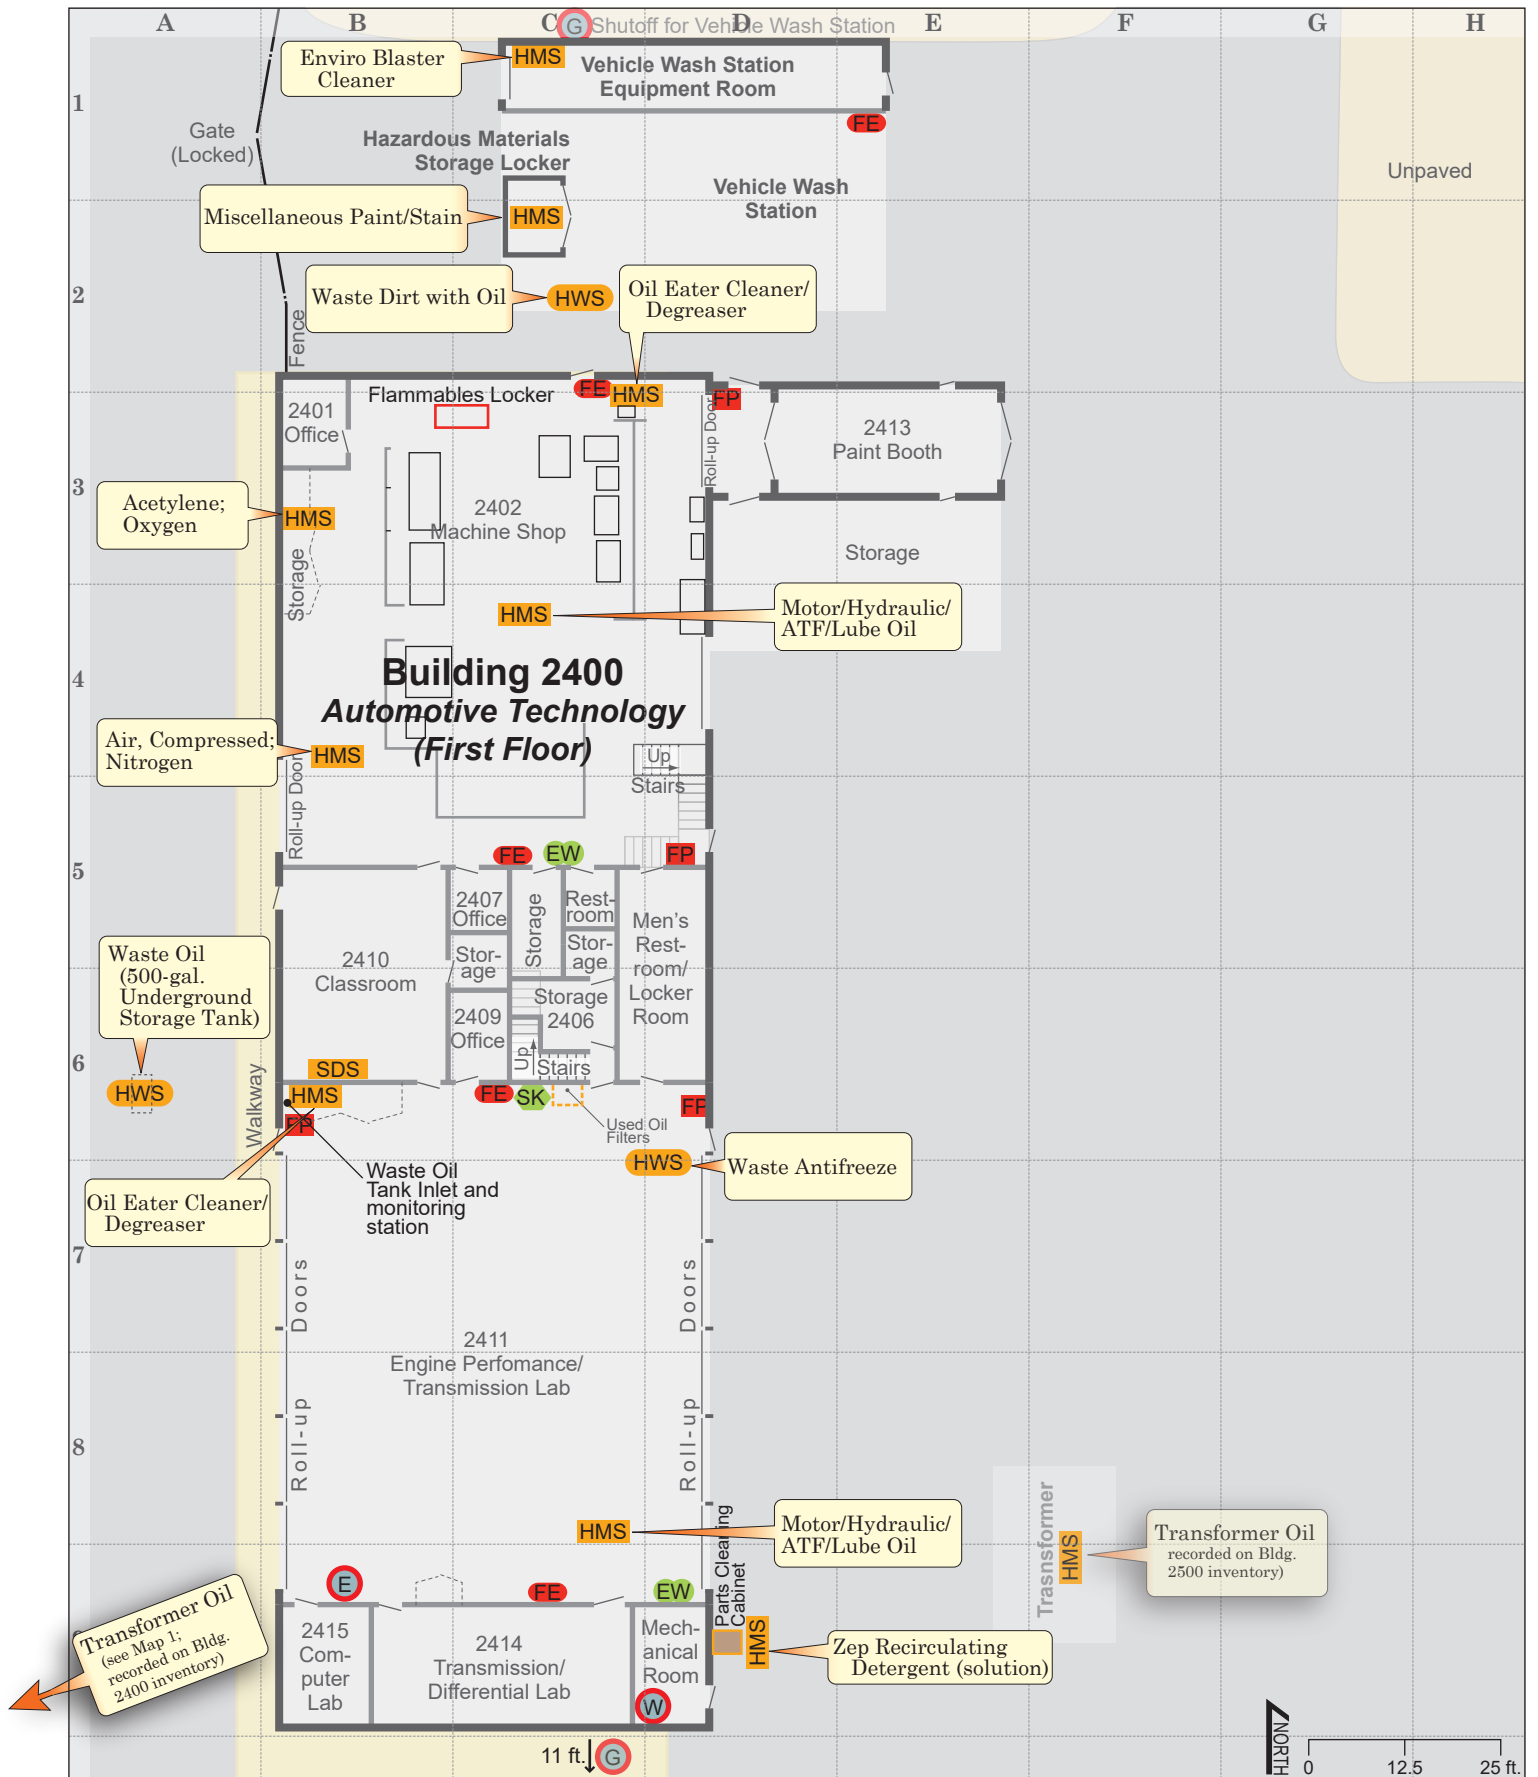 A B C D E F G H
G Shutoff for Vehicle Wash Station
Enviro Blaster
Cleaner
HMS
Vehicle Wash Station
Equipment Room
1
FE
Gate
(Locked)
Hazardous Materials
Storage Locker
Unpaved
Vehicle Wash
Station
Miscellaneous Paint/Stain
HMS
2
Waste Dirt with Oil
HWS
Oil Eater Cleaner/
Degreaser
Fence
Flammables Locker
FE
HMS
FP
2401
Office
Roll-up Door
2413
Paint Booth
3
Acetylene;
Oxygen
HMS
2402
Machine Shop
Storage
Storage
HMS
Motor/Hydraulic/
ATF/Lube Oil
4
Building 2400
Automotive Technology
(First Floor)
Air, Compressed;
Nitrogen
HMS
Up
Stairs
Roll-up Door
5
FE
EW
FP
2407
Office
Storage
Rest-
room
Men's
Rest-
room/
Locker
Room
Stor-
age
Stor-
age
2410
Classroom
Waste Oil
(500-gal.
Underground
Storage Tank)
Storage
2406
2409
Office
6
Up
Stairs
SDS
HWS
HMS
FE
SK
FP
FP
Walkway
Used Oil
Filters
HWS
Waste Antifreeze
Waste Oil
Tank Inlet and
monitoring
station
Oil Eater Cleaner/
Degreaser
7
Doors
Doors
2411
Engine Perfomance/
Transmission Lab
8
Roll-up
Roll-up
HMS
Motor/Hydraulic/
ATF/Lube Oil
Trasnsformer
HMS
Transformer Oil
recorded on Bldg.
2500 inventory)
E
FE
EW
Parts Cleaning
Cabinet
Transformer Oil
(see Map 1;
recorded on Bldg.
2400 inventory)
2415
Com-
puter
Lab
2414
Transmission/
Differential Lab
Mech-
anical
Room
HMS
Zep Recirculating
Detergent (solution)
W
11 ft.
G
NORTH
0 12.5 25 ft.